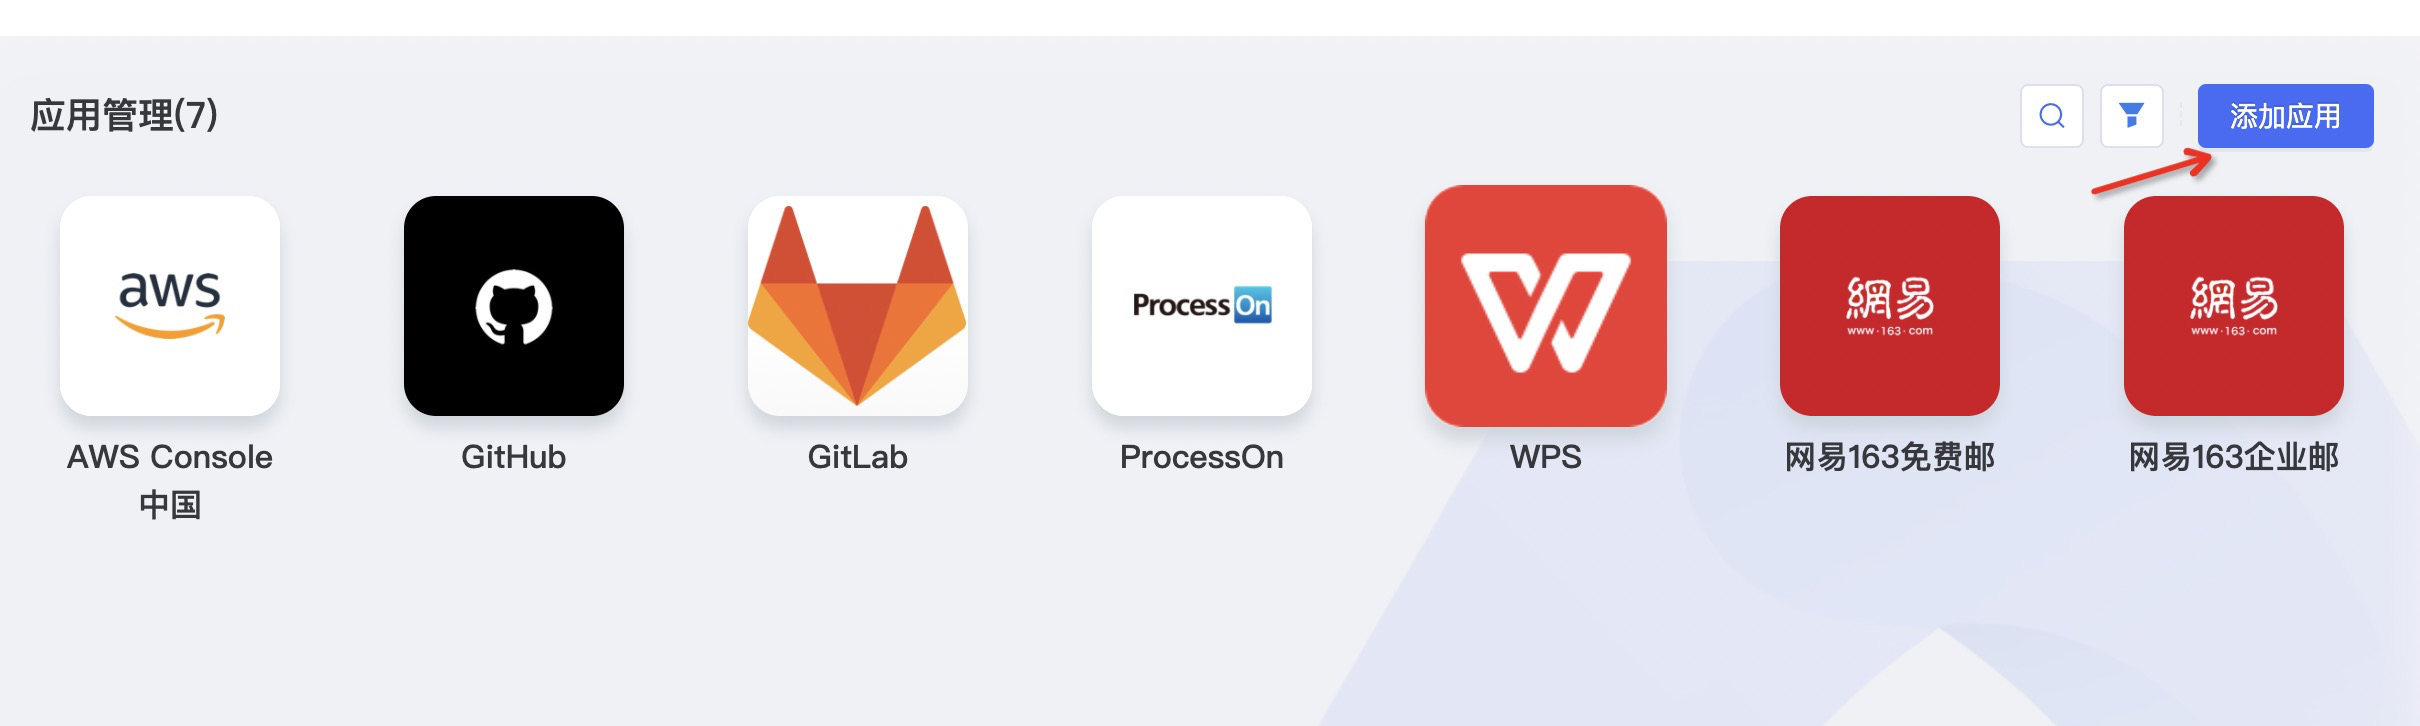 应用管理(7)
添加应用
aws
ProcessOn
網易
www·163·com
網易
www·163·com
AWS Console
中国
GitHub
GitLab
ProcessOn
WPS
网易163免费邮
网易163企业邮